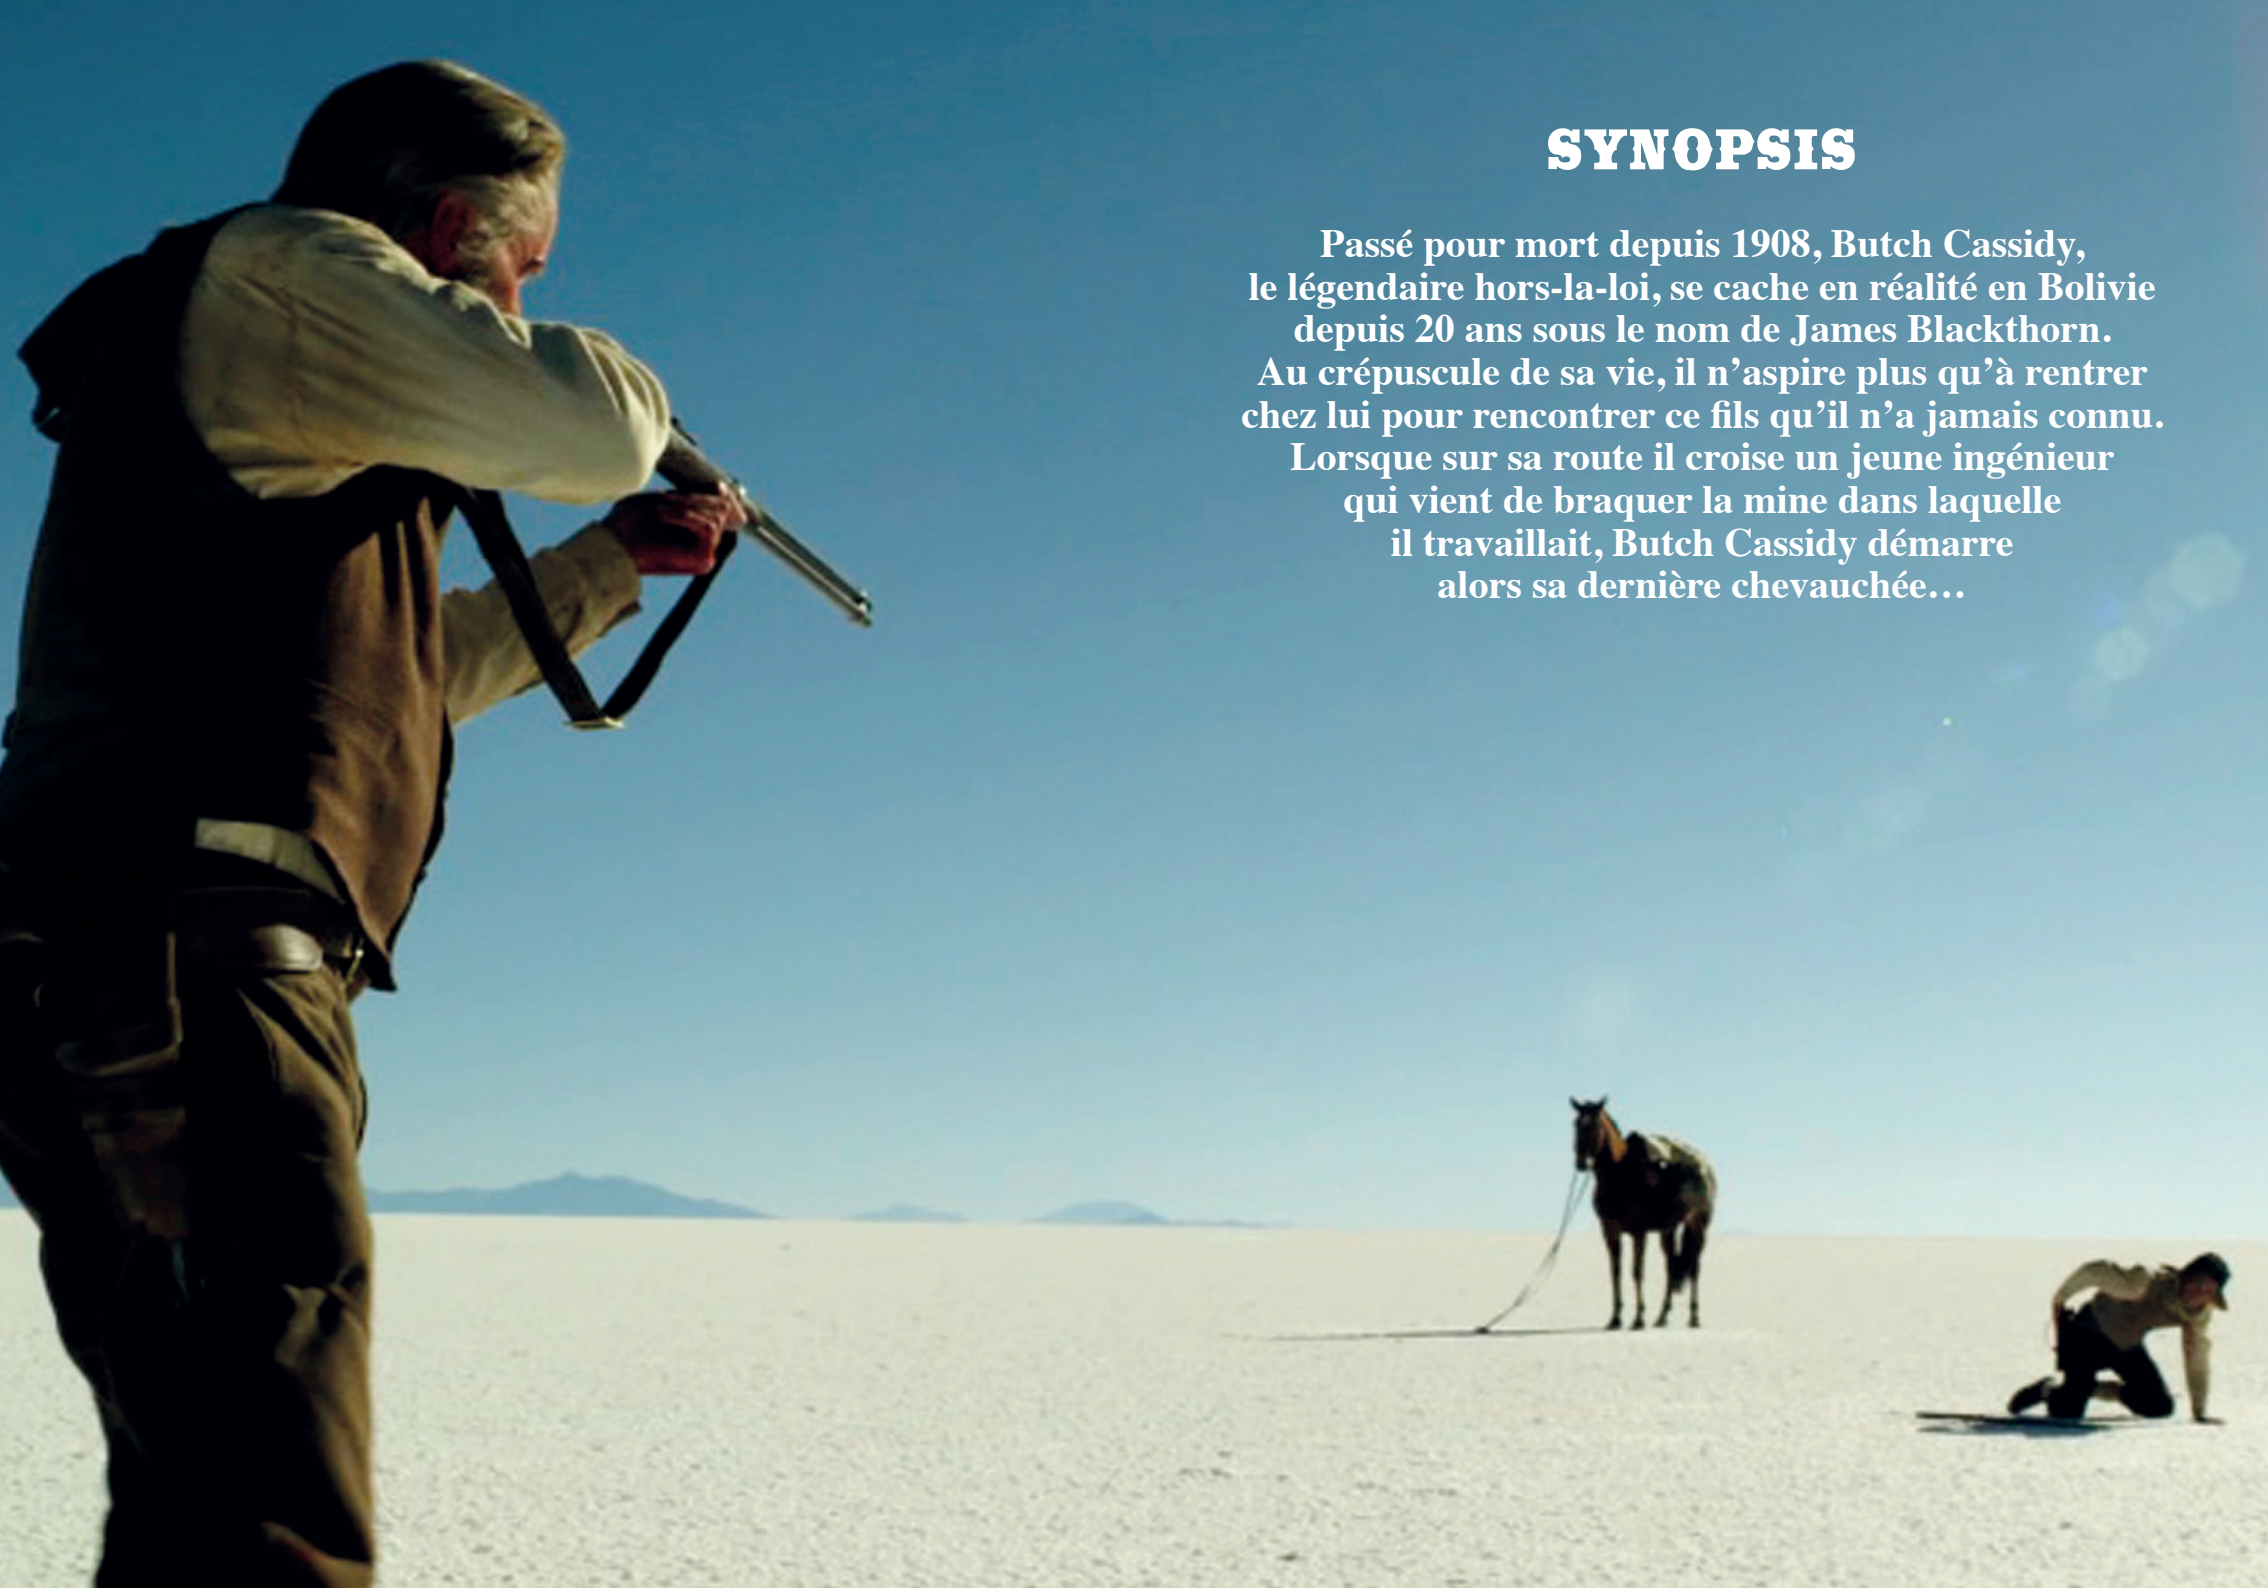 SYNOPSIS
Passé pour mort depuis 1908, Butch Cassidy,
le légendaire hors-la-loi, se cache en réalité en Bolivie
depuis 20 ans sous le nom de James Blackthorn.
Au crépuscule de sa vie, il n’aspire plus qu’à rentrer
chez lui pour rencontrer ce fils qu’il n’a jamais connu.
Lorsque sur sa route il croise un jeune ingénieur
qui vient de braquer la mine dans laquelle
il travaillait, Butch Cassidy démarre
alors sa dernière chevauchée…